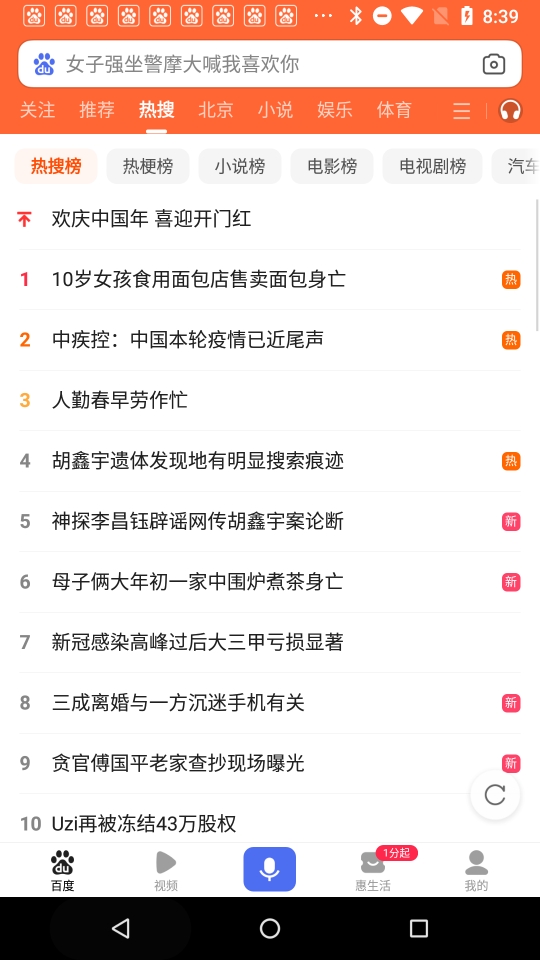 8:39
du 女子强坐警摩大喊我喜欢你
关注 推荐 热搜 北京 小说 娱乐 体育
热搜榜 热梗榜 小说榜 电影榜 电视剧榜 汽车
欢庆中国年 喜迎开门红
1 10岁女孩食用面包店售卖面包身亡 热
2 中疾控：中国本轮疫情已近尾声 热
3 人勤春早劳作忙
4 胡鑫宇遗体发现地有明显搜索痕迹 热
5 神探李昌钰辟谣网传胡鑫宇案论断 新
6 母子俩大年初一家中围炉煮茶身亡 新
7 新冠感染高峰过后大三甲亏损显著
8 三成离婚与一方沉迷手机有关 新
9 贪官傅国平老家查抄现场曝光 新
10 Uzi再被冻结43万股权
1分起
du
百度 视频 惠生活 我的